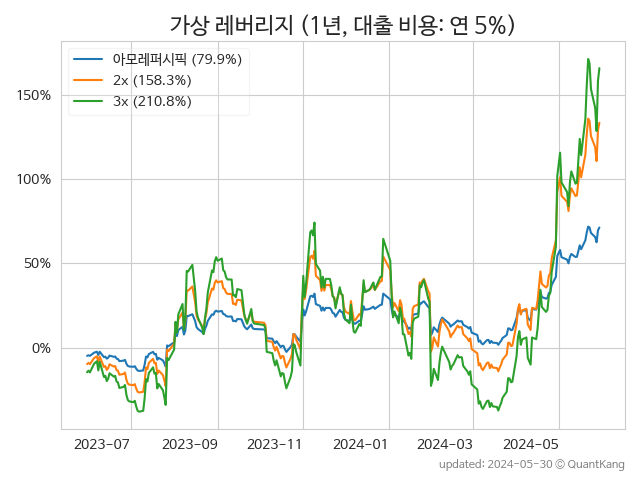 가상 레버리지 (1년, 대출 비용: 연 5%)
아모레퍼시픽 (79.9%)
2x (158.3%)
3x (210.8%)
150%
100%
50%
0%
2023-07 2023-09 2023-11 2024-01 2024-03 2024-05
updated: 2024-05-30 © QuantKang